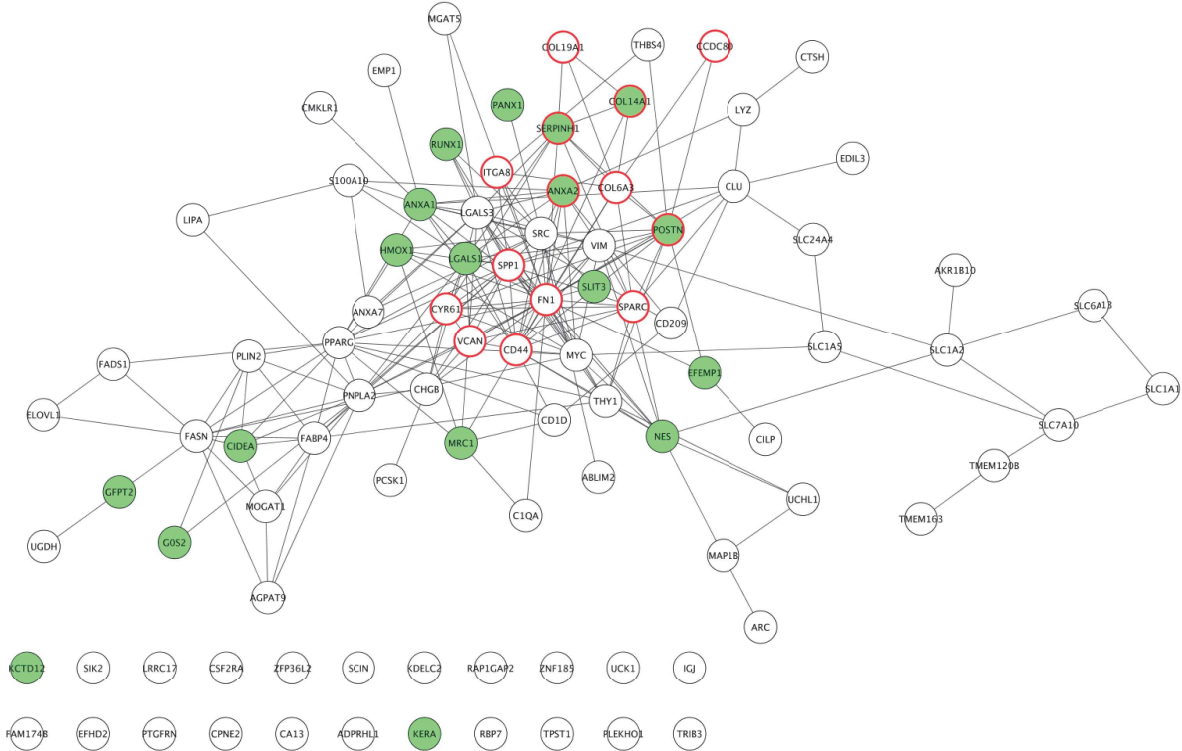 MGAT5
COL19A1
THBS4
CCDC80
CTSH
EMP1
CMKLR1
PANX1
COL14A1
LYZ
SERPINH1
RUNX1
EDIL3
ITGA8
S100A10
ANXA2
COL6A3
CLU
ANXA1
LGALS3
LIPA
SRC
POSTN
SLC24A4
HMOX1
VIM
LGALS1
SPP1
AKR1B10
SLIT3
FN1
SPARC
SLC6A13
CYR61
ANXA7
CD209
PPARG
VCAN
CD44
MYC
SLC1A5
SLC1A2
PLIN2
FADS1
EFEMP1
CHGB
SLC1A1
PNPLA2
THY1
ELOVL1
CD1D
SLC7A10
FASN
FABP4
CIDEA
MRC1
NES
CILP
TMEM120B
PCSK1
ABLIM2
GFPT2
UCHL1
MOGAT1
C1QA
TMEM163
UGDH
G0S2
MAP1B
AGPAT9
ARC
KCTD12 SIK2 LRRC17 CSF2RA ZFP36L2 SCIN KDELC2 RAP1GAP2 ZNF185 UCK1 IGJ
FAM174B EFHD2 PTGFRN CPNE2 CA13 ADPRHL1 KERA RBP7 TPST1 PLEKHO1 TRIB3